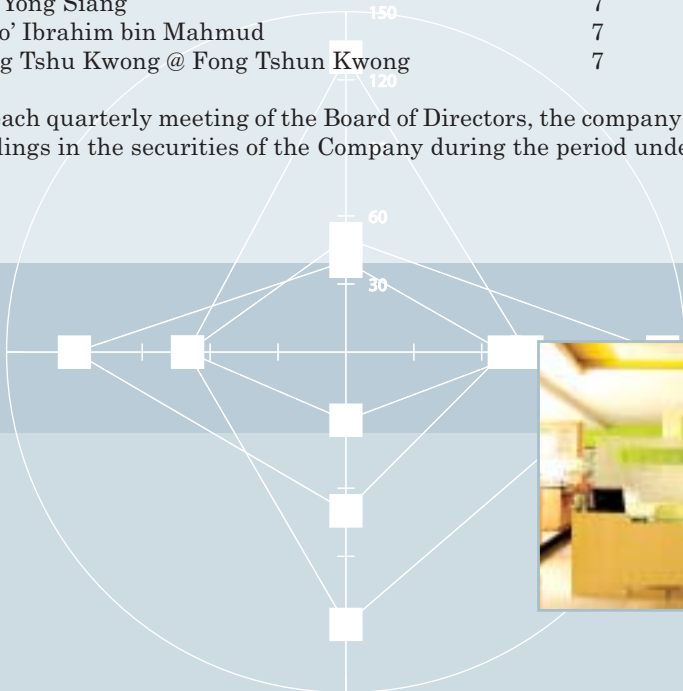 Yong Siang 7
o’ Ibrahim bin Mahmud 7
g Tshu Kwong @ Fong Tshun Kwong 7
each quarterly meeting of the Board of Directors, the company
lings in the securities of the Company during the period unde
150
120
60
30